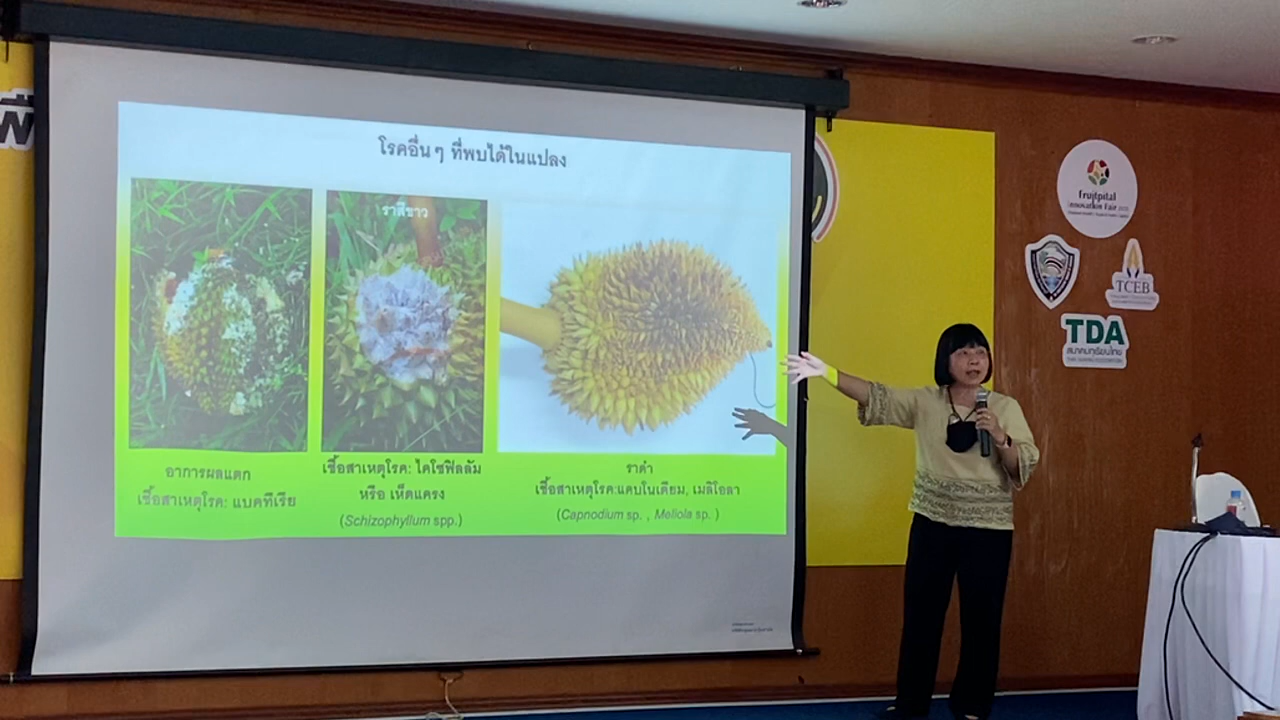 โรคอื่นๆ ที่พบได้ในแปลง
ราสีขาว
อาการผลแตก
เชื้อสาเหตุโรค: แบคทีเรีย
เชื้อสาเหตุโรค: ไคโซฟิลลัม
หรือ เห็ดแครง
(Schizophyllum spp.)
ราดำ
เชื้อสาเหตุโรค:แคบโนเดียม, เมลิโอลา
(Capnodium sp. , Meliola sp. )
Fruitpital
Innovation Fair
TCEB
TDA
สมาคมทุเรียนไทย